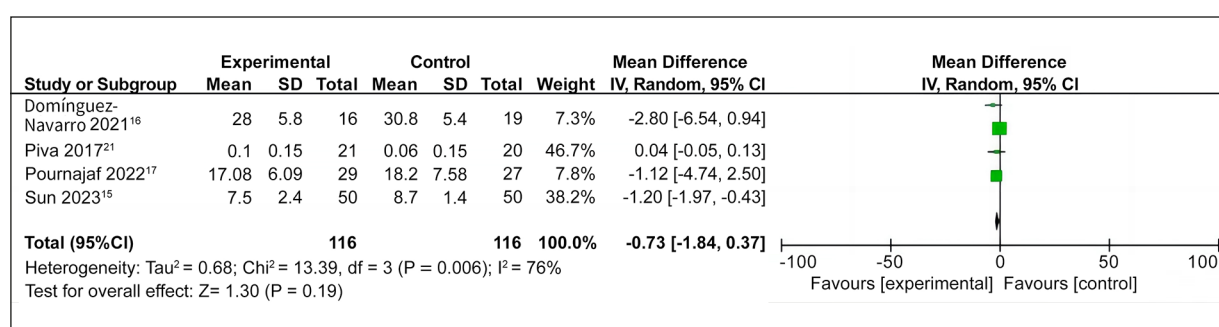 Experimental Control Mean Difference Mean Difference
Study or Subgroup Mean SD Total Mean SD Total Weight IV, Random, 95% CI IV, Random, 95% CI
Domínguez-
Navarro 2021¹⁶ 28 5.8 16 30.8 5.4 19 7.3% -2.80 [-6.54, 0.94]
Piva 2017²¹ 0.1 0.15 21 0.06 0.15 20 46.7% 0.04 [-0.05, 0.13]
Pournajaf 2022¹⁷ 17.08 6.09 29 18.2 7.58 27 7.8% -1.12 [-4.74, 2.50]
Sun 2023¹⁵ 7.5 2.4 50 8.7 1.4 50 38.2% -1.20 [-1.97, -0.43]
Total (95%CI) 116 116 100.0% -0.73 [-1.84, 0.37]
Heterogeneity: Tau² = 0.68; Chi² = 13.39, df = 3 (P = 0.006); I² = 76%
Test for overall effect: Z= 1.30 (P = 0.19)
-100 -50 0 50 100
Favours [experimental] Favours [control]